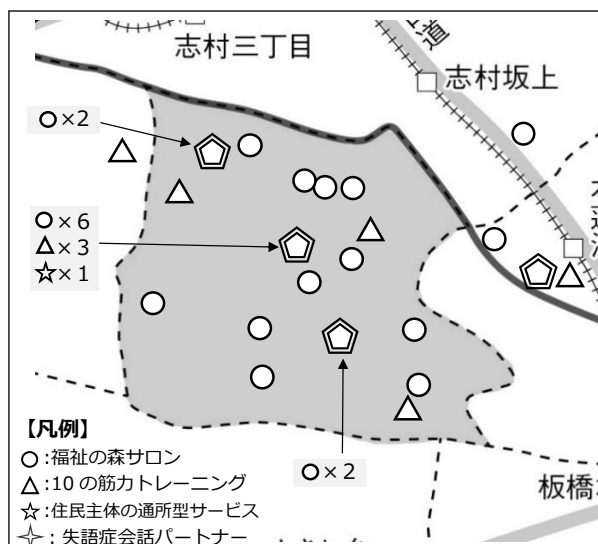 志村三丁目
道
志村坂上
○×2
○×6
△×3
☆×1
○×2
【凡例】
○:福祉の森サロン
△:10の筋力トレーニング
☆:住民主体の通所型サービス
✧:失語症会話パートナー
板橋